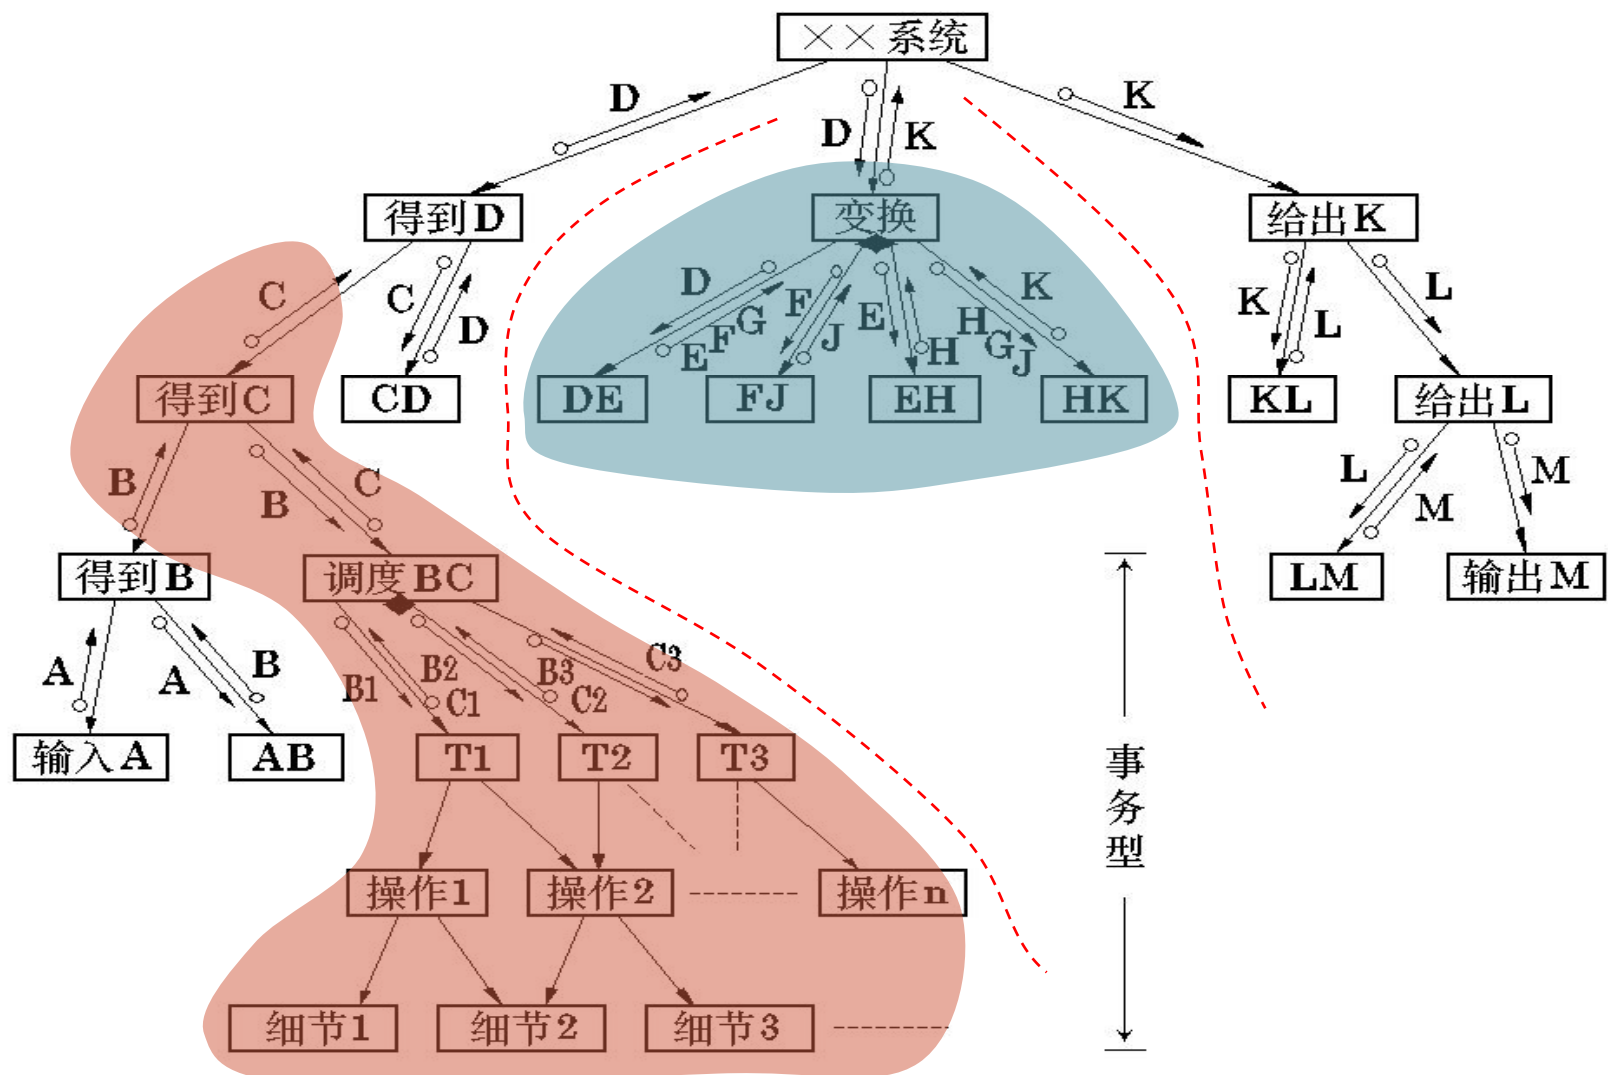 ××系统
D
D
K
K
得到D
变换
给出K
C
C
D
D
E
F
G
F
J
E
H
H
G
J
K
K
L
L
得到C
CD
DE
FJ
EH
HK
KL
给出L
B
B
C
L
M
M
得到B
调度BC
LM
输出M
A
A
B
B1
B2
C1
B3
C2
C3
输入A
AB
T1
T2
T3
事务型
操作1
操作2
操作n
细节1
细节2
细节3